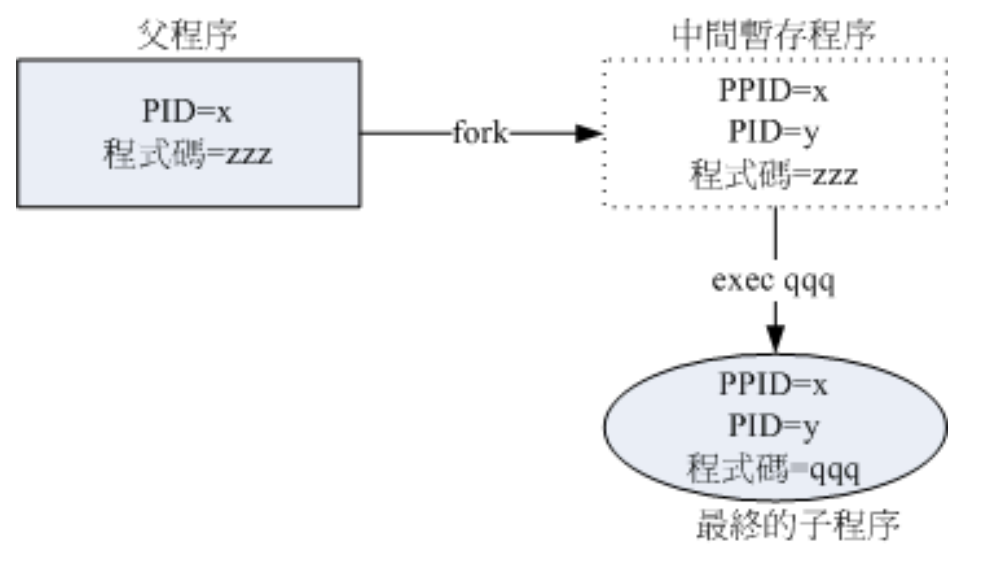 父程序
PID=x
程式碼=zzz
fork
中間暫存程序
PPID=x
PID=y
程式碼=zzz
exec qqq
PPID=x
PID=y
程式碼=qqq
最終的子程序